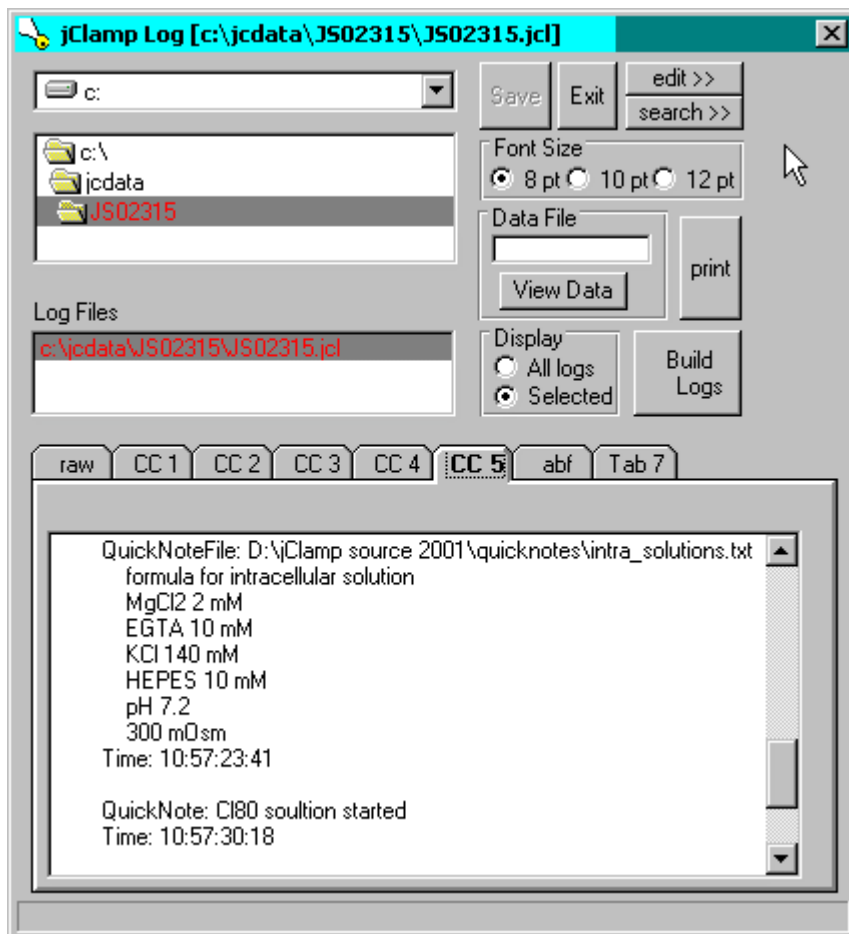 jClamp Log [c:\jcdata\JS02315\JS02315.jcl]
c:
Save
Exit
edit >>
search >>
c:\
jcdata
JS02315
Font Size
8 pt
10 pt
12 pt
Data File
View Data
print
Log Files
c:\jcdata\JS02315\JS02315.jcl
Display
All logs
Selected
Build
Logs
raw
CC 1
CC 2
CC 3
CC 4
CC 5
abf
Tab 7
QuickNoteFile: D:\jClamp source 2001\quicknotes\intra_solutions.txt
formula for intracellular solution
MgCl2 2 mM
EGTA 10 mM
KCl 140 mM
HEPES 10 mM
pH 7.2
300 mOsm
Time: 10:57:23:41
QuickNote: Cl80 soultion started
Time: 10:57:30:18